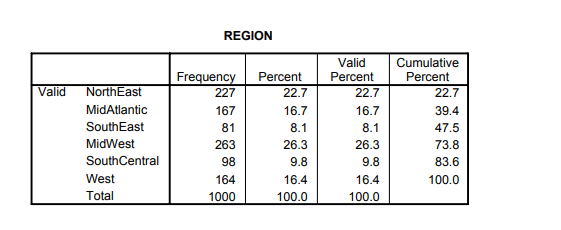 REGION
Frequency Percent Valid Percent Cumulative Percent
Valid NorthEast 227 22.7 22.7 22.7
MidAtlantic 167 16.7 16.7 39.4
SouthEast 81 8.1 8.1 47.5
MidWest 263 26.3 26.3 73.8
SouthCentral 98 9.8 9.8 83.6
West 164 16.4 16.4 100.0
Total 1000 100.0 100.0